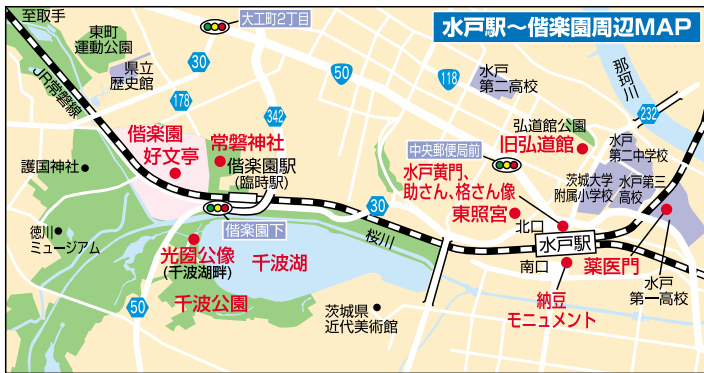 水戸駅〜偕楽園周辺MAP
至取手
東町
運動公園
大工町2丁目
30
県立
歴史館
JR常磐線
178
50
118
水戸
第二高校
那珂川
342
232
弘道館公園
旧弘道館
偕楽園
好文亭
常磐神社
偕楽園駅
(臨時駅)
中央郵便局前
水戸
第二中学校
水戸黄門、
助さん、格さん像
茨城大学
附属小学校
水戸第三
高校
護国神社
30
東照宮
北口
徳川
ミュージアム
偕楽園下
桜川
水戸駅
光圀公像
(千波湖畔)
千波湖
南口
薬医門
水戸
第一高校
50
千波公園
茨城県
近代美術館
納豆
モニュメント